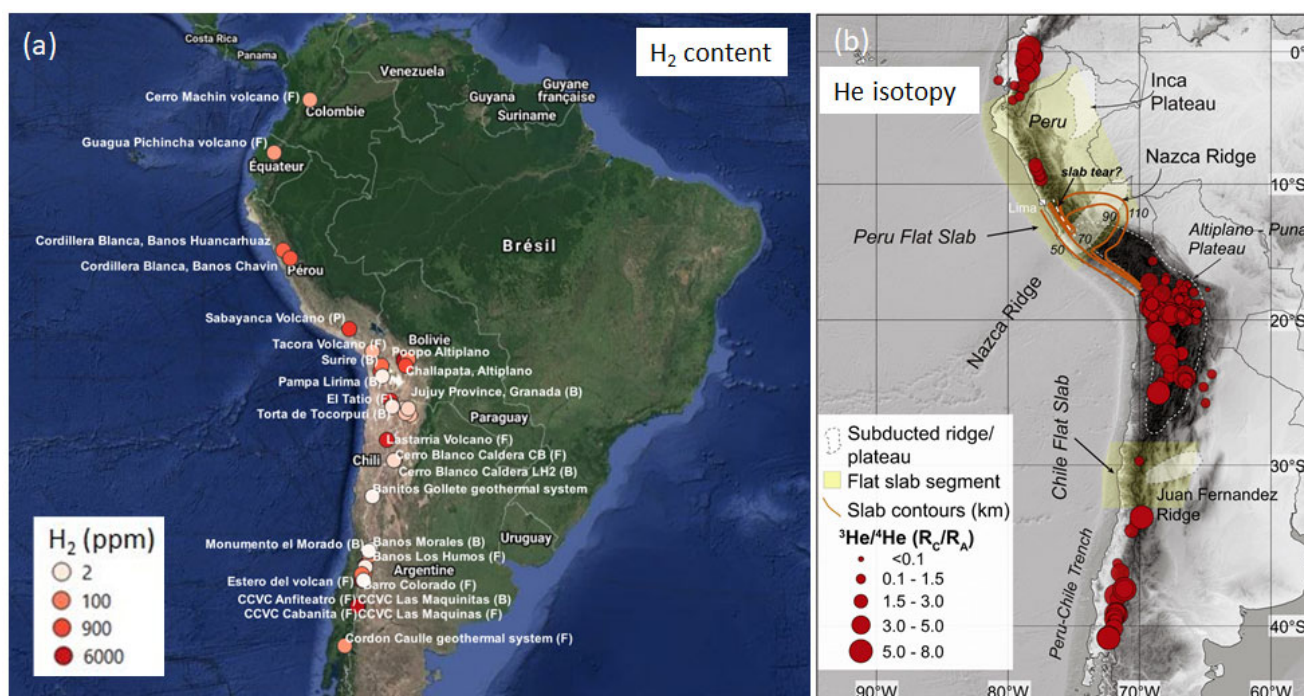 (a)
H₂ content
Costa Rica
Panama
Venezuela
Guyane
française
Guyana
Suriname
Cerro Machin volcano (F)
Colombie
Guagua Pichincha volcano (F)
Équateur
Brésil
Cordillera Blanca, Banos Huancarhuaz
Cordillera Blanca, Banos Chavin
Pérou
Sabayanca Volcano (P)
Bolivie
Tacora Volcano (F)
Poopo Altiplano
Surire (B)
Challapata, Altiplano
Pampa Lirima (B)
Jujuy Province, Granada (B)
El Tatio (F)
Torta de Tocorpuri (B)
Paraguay
Lastarria Volcano (F)
Chili
Cerro Blanco Caldera CB (F)
Cerro Blanco Caldera LH2 (B)
Banitos Gollete geothermal system
Uruguay
Monumento el Morado (B)
Banos Morales (B)
Banos Los Humos (F)
Argentine
Estero del volcan (F)
Barro Colorado (F)
CCVC Anfiteatro (F)
CCVC Las Maquinitas (B)
CCVC Cabanita (F)
CCVC Las Maquinas (F)
Cordon Caulle geothermal system (F)
H₂ (ppm)
2
100
900
6000
(b)
He isotopy
0°
Inca
Plateau
Peru
Nazca Ridge
slab tear?
10°S
Lima
90
110
70
50
Peru Flat Slab
Altiplano - Puna
Plateau
Nazca Ridge
20°S
Chile Flat Slab
30°S
Juan Fernandez
Ridge
Peru-Chile Trench
40°S
Subducted ridge/
plateau
Flat slab segment
Slab contours (km)
³He/⁴He (R_C/R_A)
<0.1
0.1 - 1.5
1.5 - 3.0
3.0 - 5.0
5.0 - 8.0
90°W
80°W
70°W
60°W